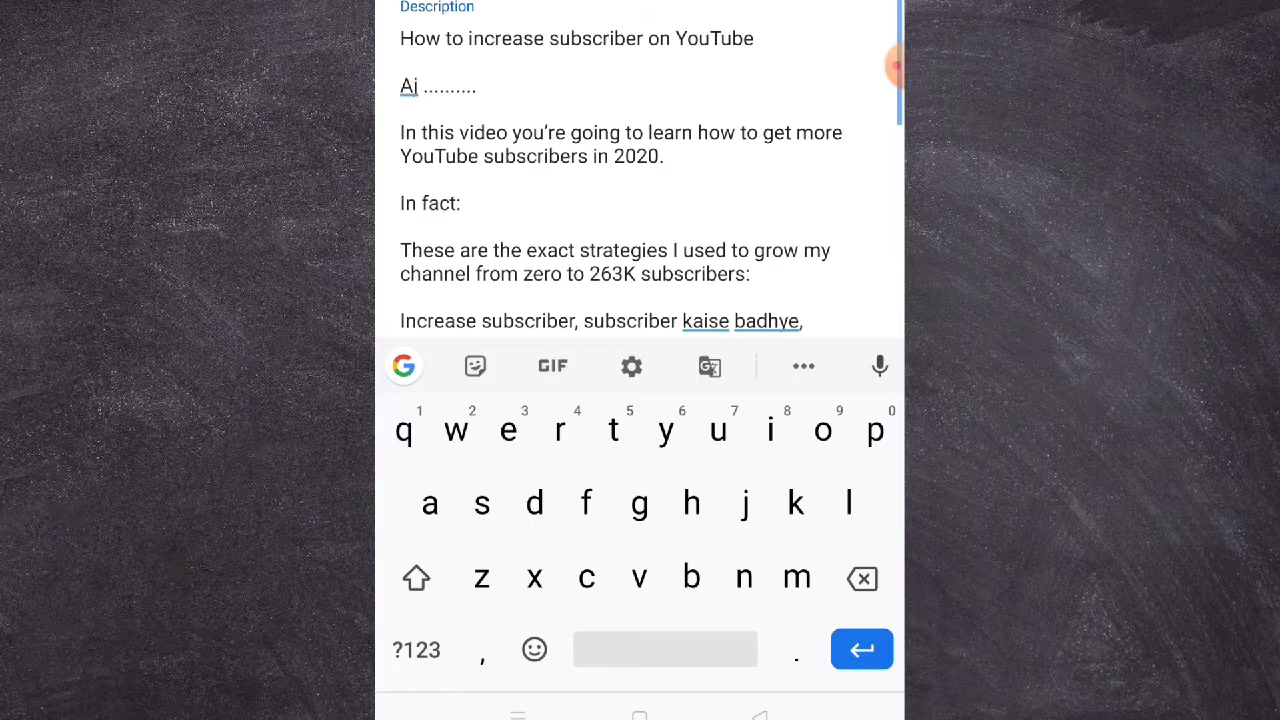 Description
How to increase subscriber on YouTube
Aj ..........
In this video you're going to learn how to get more
YouTube subscribers in 2020.
In fact:
These are the exact strategies I used to grow my
channel from zero to 263K subscribers:
Increase subscriber, subscriber kaise badhye,
G GIF G
1 2 3 4 5 6 7 8 9 0
q w e r t y u i o p
a s d f g h j k l
z x c v b n m
?123 , .